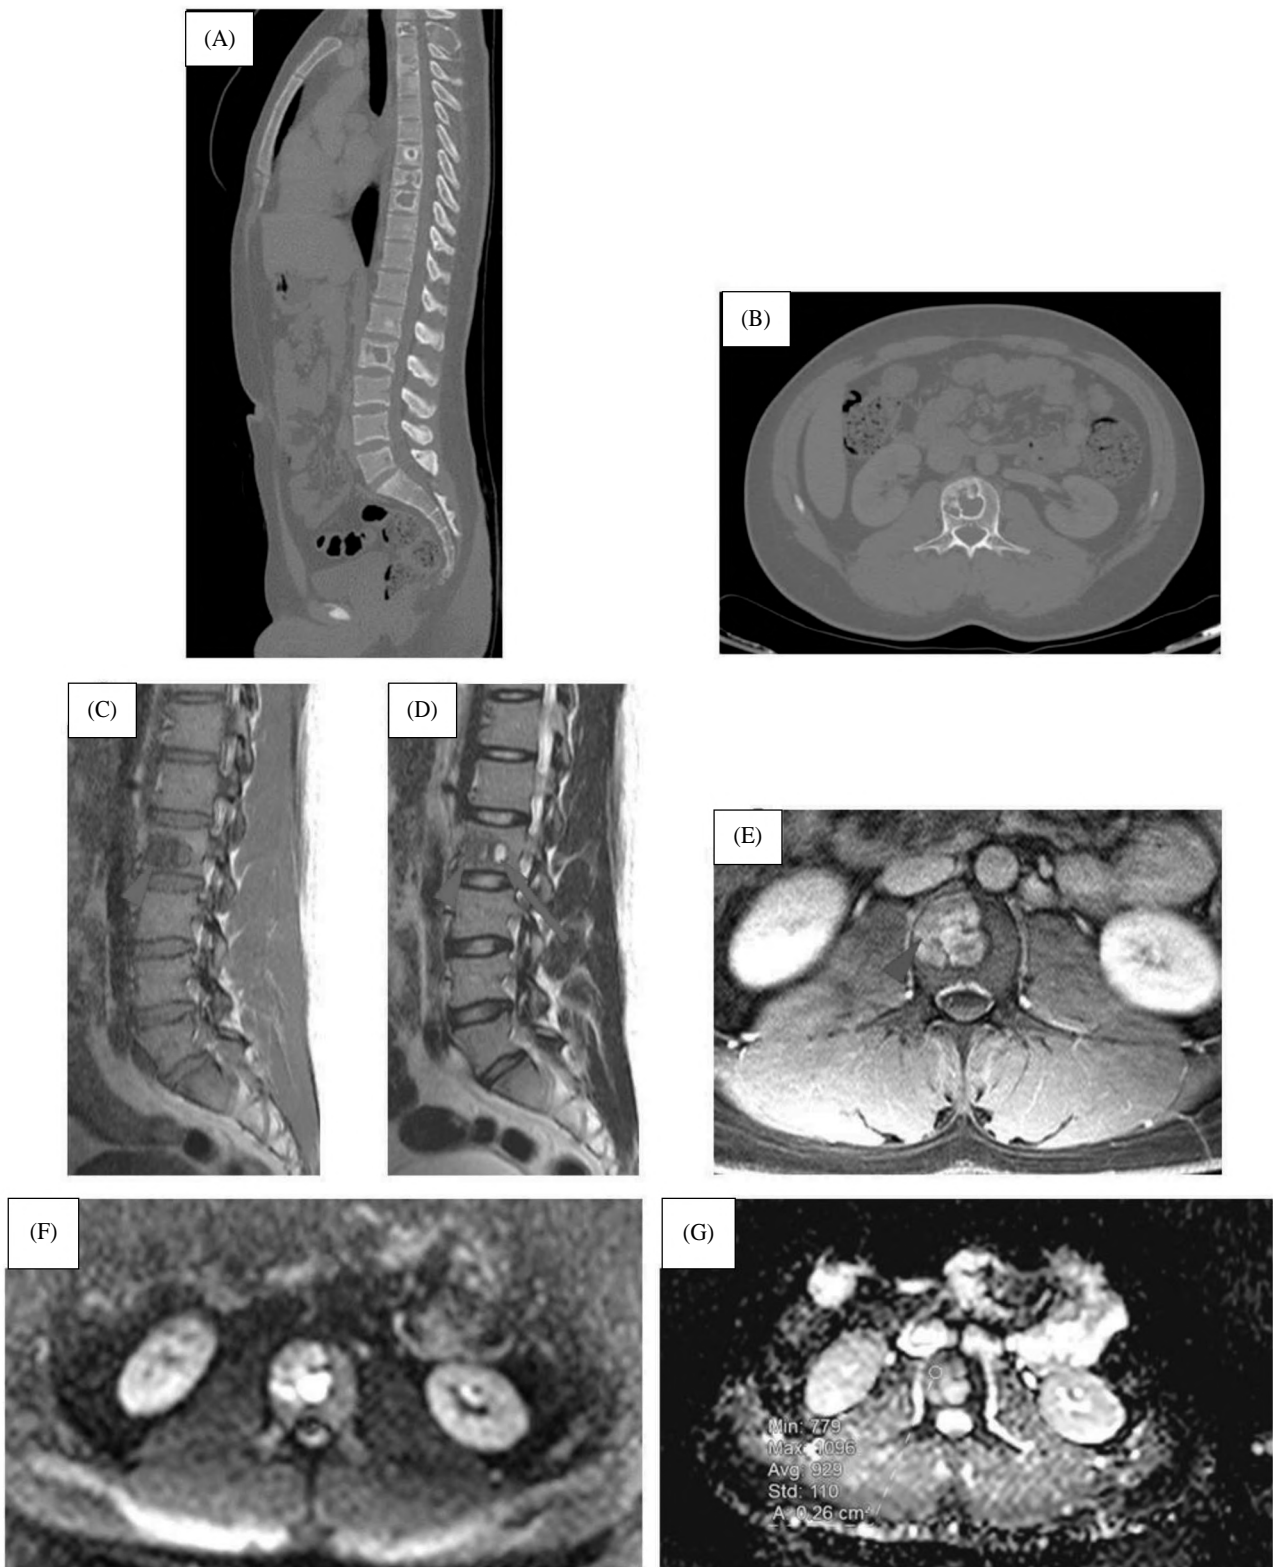 (A)
(B)
(C)
(D)
(E)
(F)
(G)
Min: 779
Max: 1096
Avg: 929
Std: 110
A: 0.26 cm²